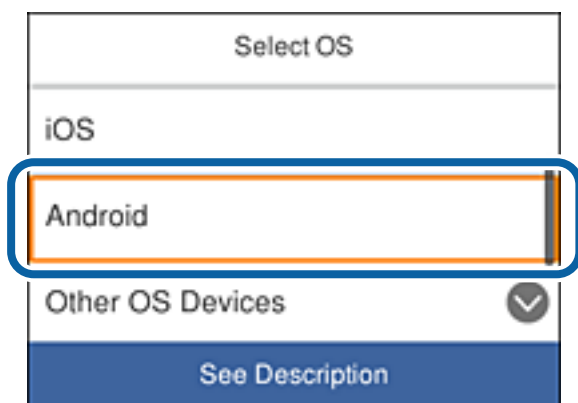 Select OS
iOS
Android
Other OS Devices
See Description